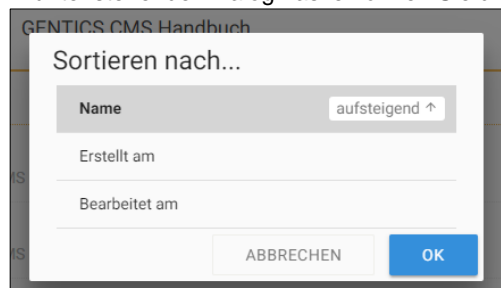 GENTICS CMS Handbuch
Sortieren nach...
Name aufsteigend ↑
Erstellt am
Bearbeitet am
ABBRECHEN OK